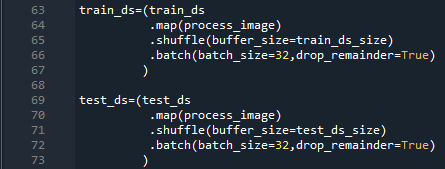 63 train_ds=(train_ds
64 .map(process_image)
65 .shuffle(buffer_size=train_ds_size)
66 .batch(batch_size=32,drop_remainder=True)
67 )
68
69 test_ds=(test_ds
70 .map(process_image)
71 .shuffle(buffer_size=test_ds_size)
72 .batch(batch_size=32,drop_remainder=True)
73 )